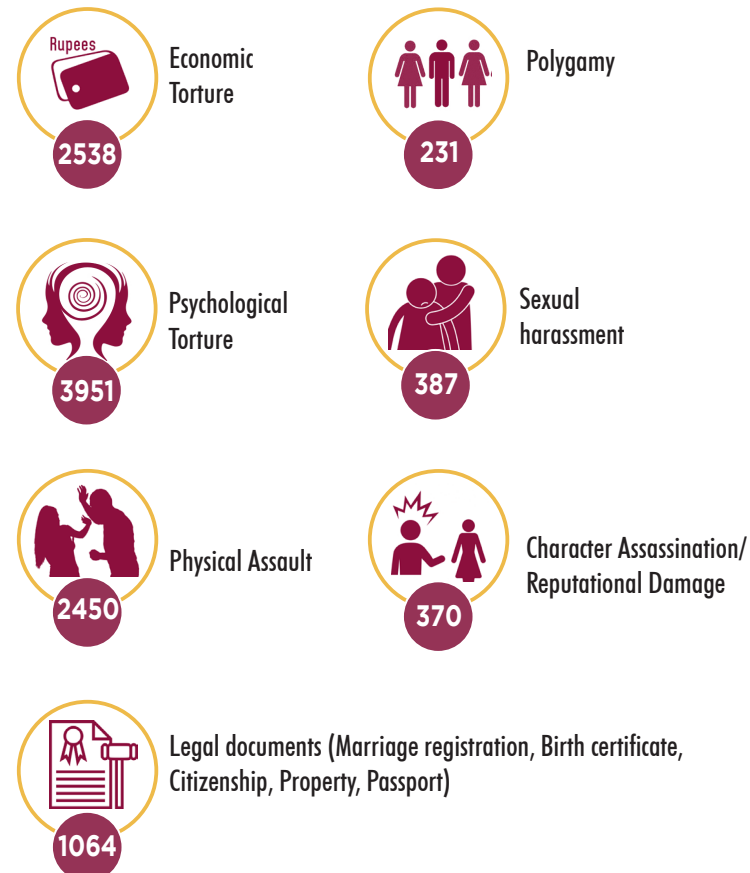 Rupees
Economic
Torture
2538
Polygamy
231
Psychological
Torture
3951
Sexual
harassment
387
Physical Assault
2450
Character Assassination/
Reputational Damage
370
Legal documents (Marriage registration, Birth certificate,
Citizenship, Property, Passport)
1064